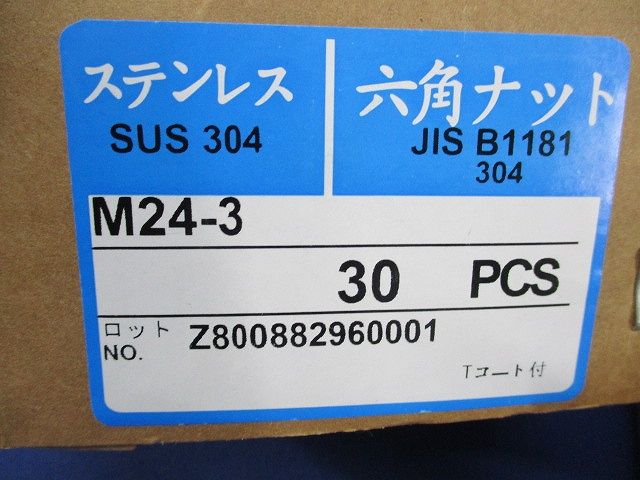 ステンレス
SUS 304
六角ナット
JIS B1181
304
M24-3
30 PCS
ロット
NO. Z800882960001
Tコート付